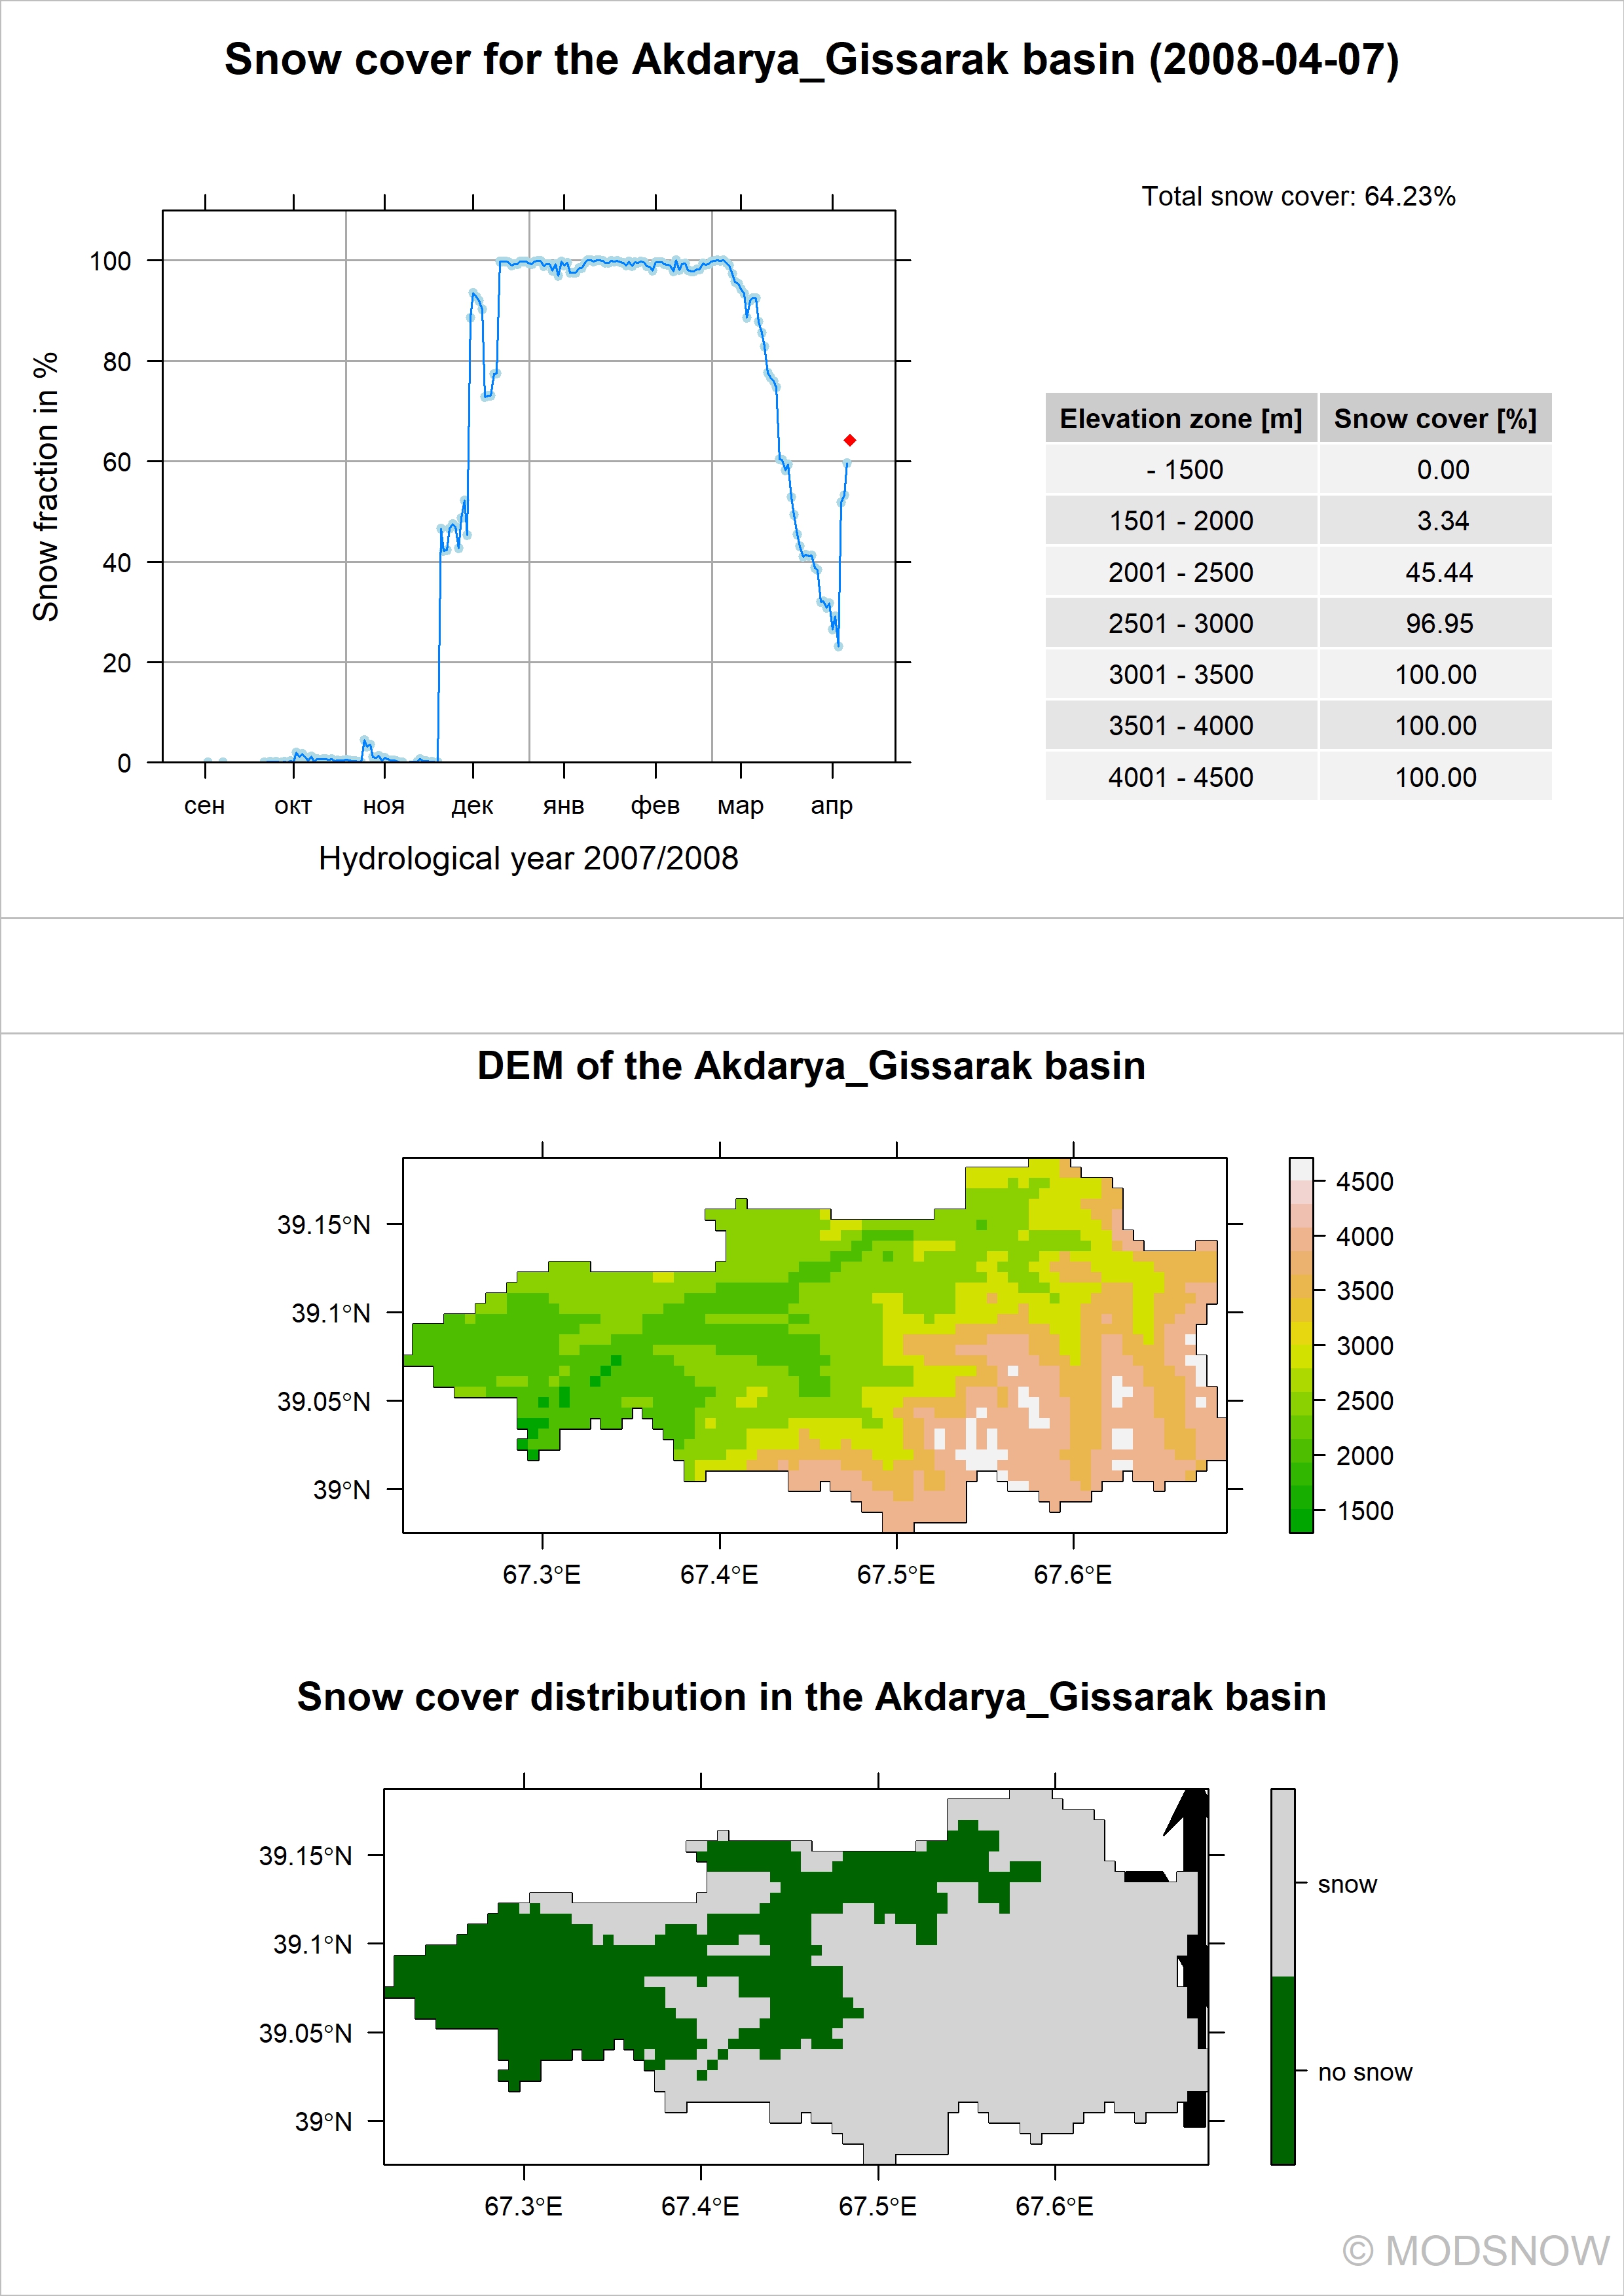 Snow cover for the Akdarya_Gissarak basin (2008-04-07)
Total snow cover: 64.23%
Snow fraction in %
100
80
60
40
20
0
сен окт ноя дек янв фев мар апр
Hydrological year 2007/2008
Elevation zone [m] Snow cover [%]
- 1500 0.00
1501 - 2000 3.34
2001 - 2500 45.44
2501 - 3000 96.95
3001 - 3500 100.00
3501 - 4000 100.00
4001 - 4500 100.00
DEM of the Akdarya_Gissarak basin
39.15°N
39.1°N
39.05°N
39°N
67.3°E 67.4°E 67.5°E 67.6°E
4500
4000
3500
3000
2500
2000
1500
Snow cover distribution in the Akdarya_Gissarak basin
39.15°N
39.1°N
39.05°N
39°N
67.3°E 67.4°E 67.5°E 67.6°E
snow
no snow
© MODSNOW